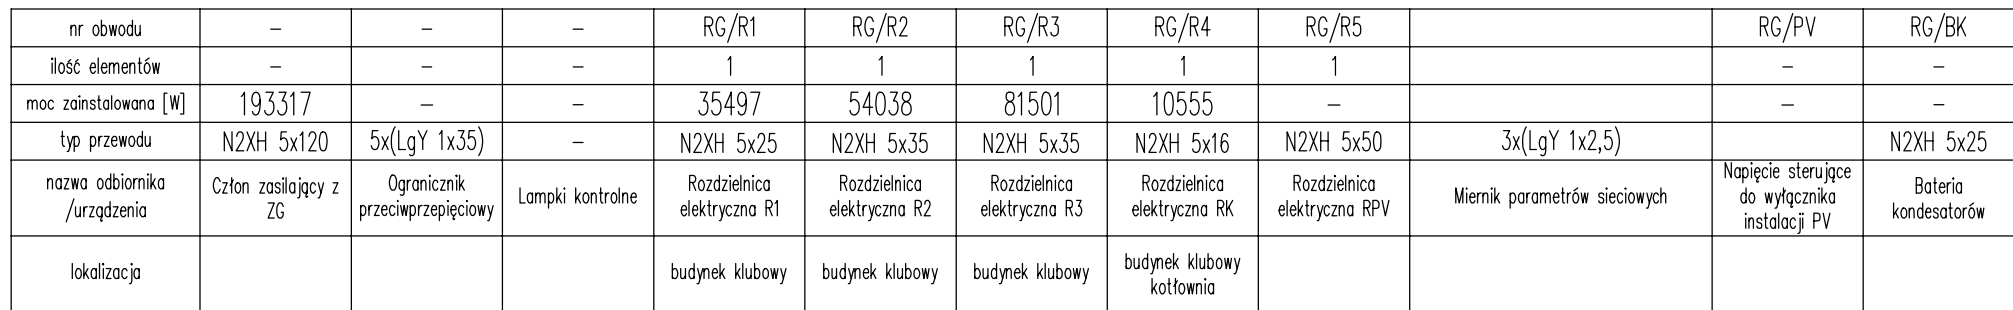 nr obwodu – – – RG/R1 RG/R2 RG/R3 RG/R4 RG/R5 RG/PV RG/BK
ilość elementów – – – 1 1 1 1 1 – –
moc zainstalowana [W] 193317 – – 35497 54038 81501 10555 – – –
typ przewodu N2XH 5x120 5x(LgY 1x35) – N2XH 5x25 N2XH 5x35 N2XH 5x35 N2XH 5x16 N2XH 5x50 3x(LgY 1x2,5) N2XH 5x25
nazwa odbiornika
/urządzenia
Człon zasilający z
ZG
Ogranicznik
przeciwprzepięciowy
Lampki kontrolne
Rozdzielnica
elektryczna R1
Rozdzielnica
elektryczna R2
Rozdzielnica
elektryczna R3
Rozdzielnica
elektryczna RK
Rozdzielnica
elektryczna RPV
Miernik parametrów sieciowych
Napięcie sterujące
do wyłącznika
instalacji PV
Bateria
kondesatorów
lokalizacja
budynek klubowy
budynek klubowy
budynek klubowy
budynek klubowy
kotłownia